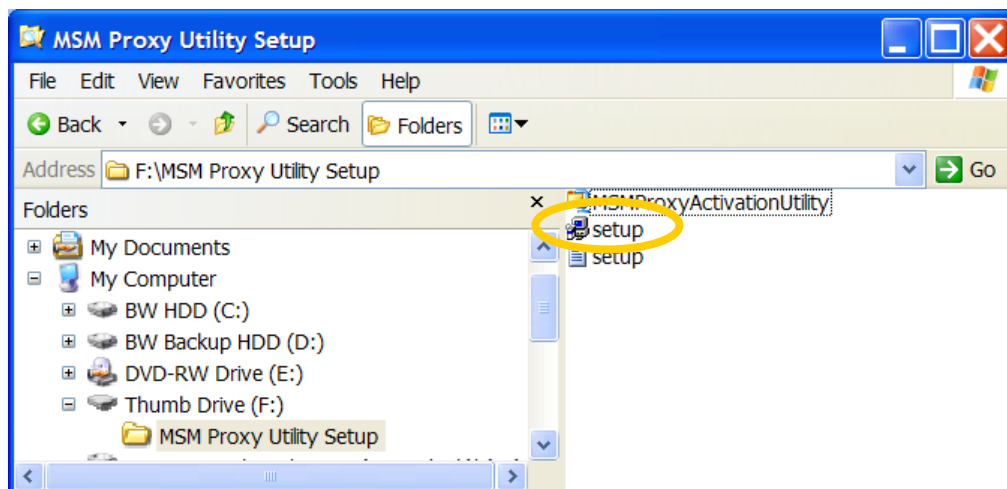 MSM Proxy Utility Setup
File Edit View Favorites Tools Help
Back Search Folders
Address F:\MSM Proxy Utility Setup Go
Folders
My Documents
My Computer
BW HDD (C:)
BW Backup HDD (D:)
DVD-RW Drive (E:)
Thumb Drive (F:)
MSM Proxy Utility Setup
MSMProxyActivationUtility
setup
setup